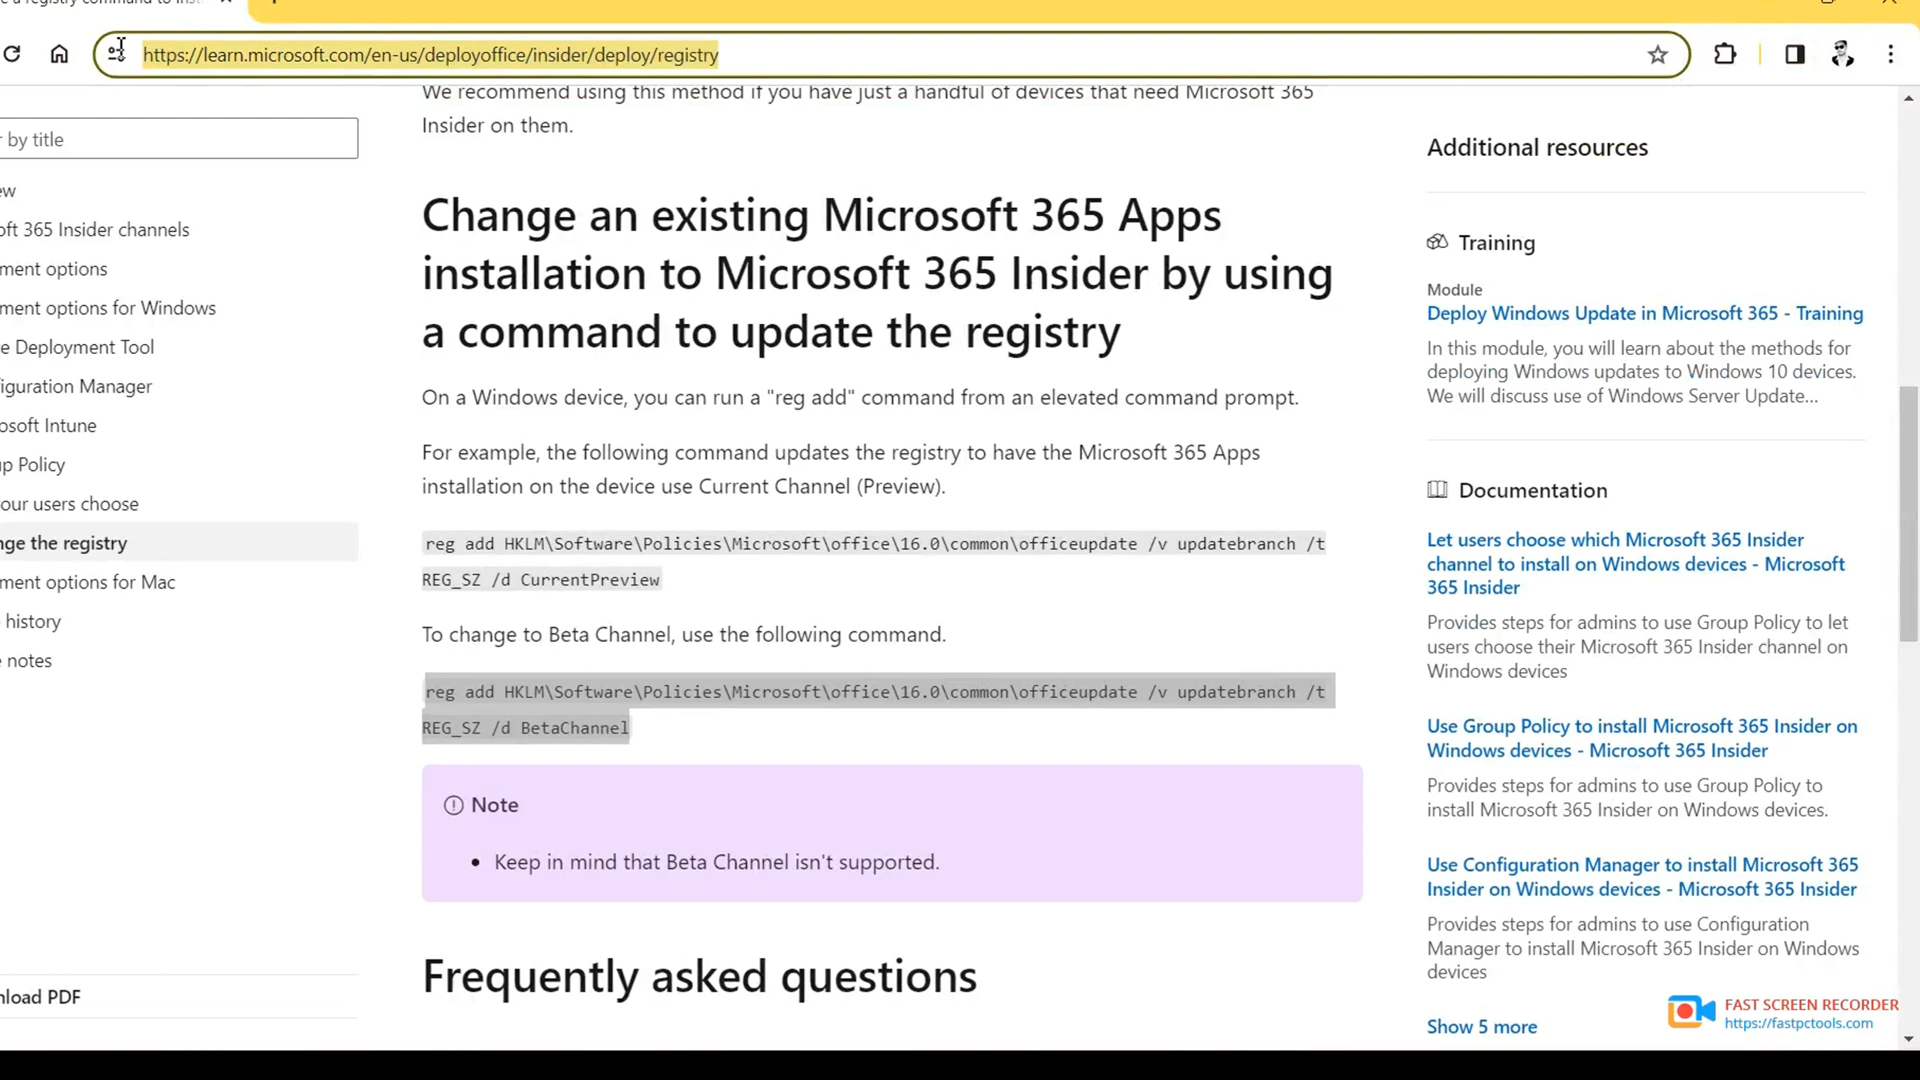 https://learn.microsoft.com/en-us/deployoffice/insider/deploy/registry
We recommend using this method if you have just a handful of devices that need Microsoft 365
Insider on them.
r by title
ew
oft 365 Insider channels
ment options
ment options for Windows
e Deployment Tool
figuration Manager
osoft Intune
p Policy
our users choose
nge the registry
ment options for Mac
history
notes
nload PDF
Change an existing Microsoft 365 Apps
installation to Microsoft 365 Insider by using
a command to update the registry
On a Windows device, you can run a "reg add" command from an elevated command prompt.
For example, the following command updates the registry to have the Microsoft 365 Apps
installation on the device use Current Channel (Preview).
reg add HKLM\Software\Policies\Microsoft\office\16.0\common\officeupdate /v updatebranch /t
REG_SZ /d CurrentPreview
To change to Beta Channel, use the following command.
reg add HKLM\Software\Policies\Microsoft\office\16.0\common\officeupdate /v updatebranch /t
REG_SZ /d BetaChannel
Note
• Keep in mind that Beta Channel isn't supported.
Frequently asked questions
Additional resources
Training
Module
Deploy Windows Update in Microsoft 365 - Training
In this module, you will learn about the methods for
deploying Windows updates to Windows 10 devices.
We will discuss use of Windows Server Update...
Documentation
Let users choose which Microsoft 365 Insider
channel to install on Windows devices - Microsoft
365 Insider
Provides steps for admins to use Group Policy to let
users choose their Microsoft 365 Insider channel on
Windows devices
Use Group Policy to install Microsoft 365 Insider on
Windows devices - Microsoft 365 Insider
Provides steps for admins to use Group Policy to
install Microsoft 365 Insider on Windows devices.
Use Configuration Manager to install Microsoft 365
Insider on Windows devices - Microsoft 365 Insider
Provides steps for admins to use Configuration
Manager to install Microsoft 365 Insider on Windows
devices
Show 5 more
FAST SCREEN RECORDER
https://fastpctools.com